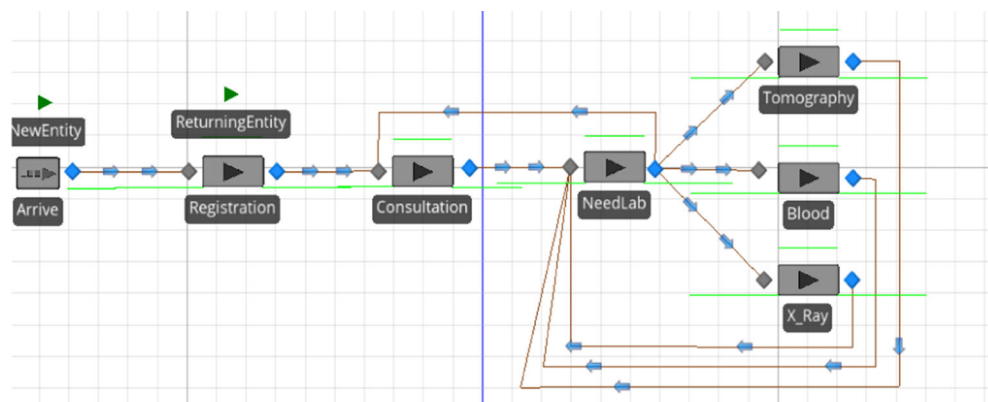 NewEntity
Arrive
ReturningEntity
Registration
Consultation
NeedLab
Tomography
Blood
X_Ray